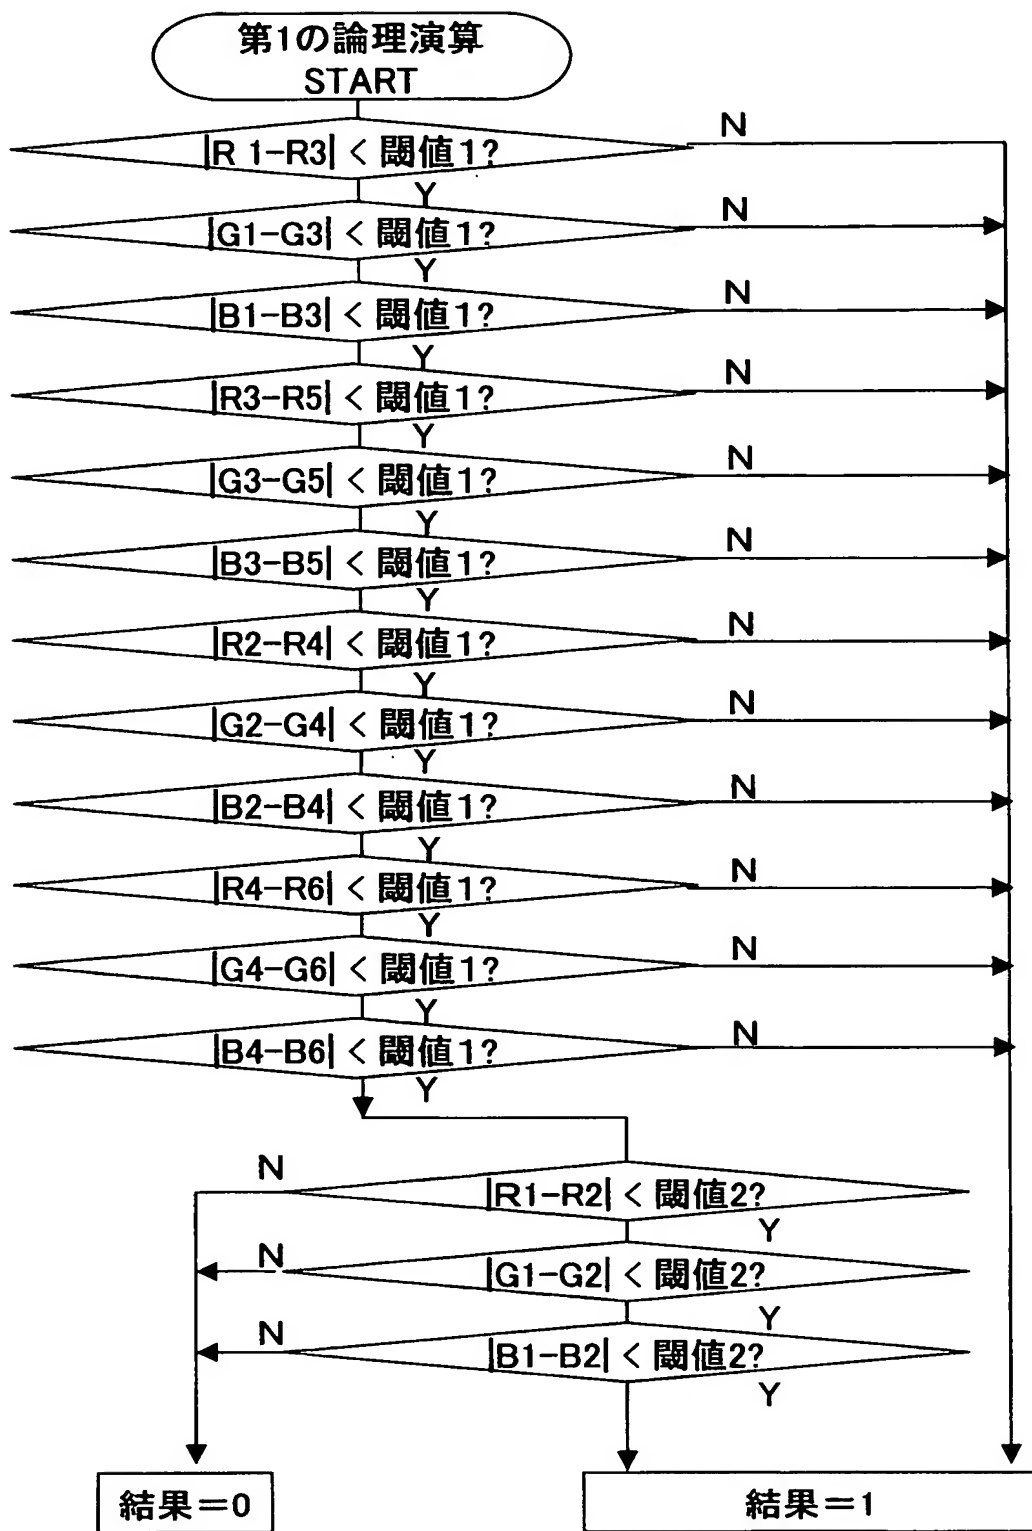 第1の論理演算
START
|R 1-R3| < 閾値1?
N
Y
|G1-G3| < 閾値1?
N
Y
|B1-B3| < 閾値1?
N
Y
|R3-R5| < 閾値1?
N
Y
|G3-G5| < 閾値1?
N
Y
|B3-B5| < 閾値1?
N
Y
|R2-R4| < 閾値1?
N
Y
|G2-G4| < 閾値1?
N
Y
|B2-B4| < 閾値1?
N
Y
|R4-R6| < 閾値1?
N
Y
|G4-G6| < 閾値1?
N
Y
|B4-B6| < 閾値1?
N
Y
N
|R1-R2| < 閾値2?
Y
N
|G1-G2| < 閾値2?
Y
N
|B1-B2| < 閾値2?
Y
結果=0
結果=1